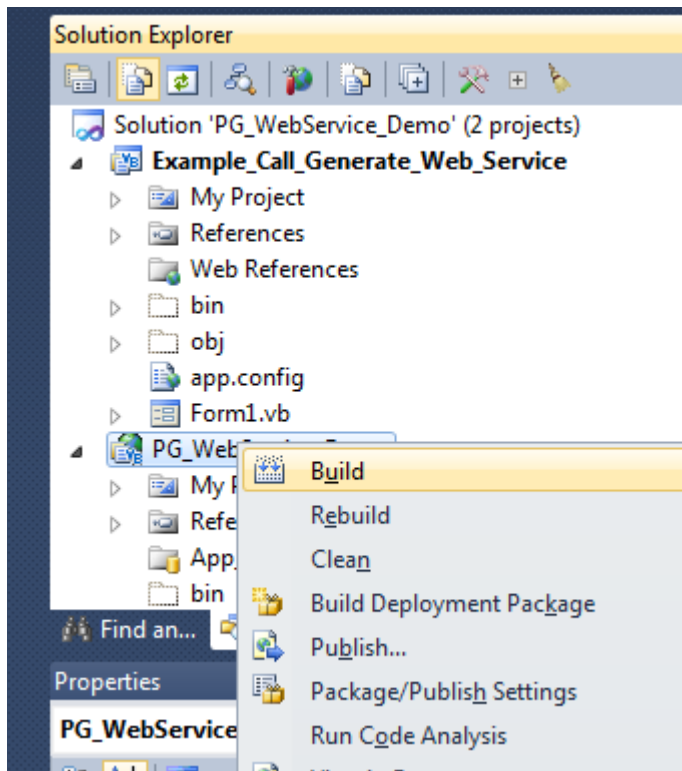 Solution Explorer
Solution 'PG_WebService_Demo' (2 projects)
Example_Call_Generate_Web_Service
My Project
References
Web References
bin
obj
app.config
Form1.vb
PG_Web
Build
My
Rebuild
Refe
Clean
App_
bin
Build Deployment Package
Find an...
Publish...
Properties
Package/Publish Settings
PG_WebService
Run Code Analysis